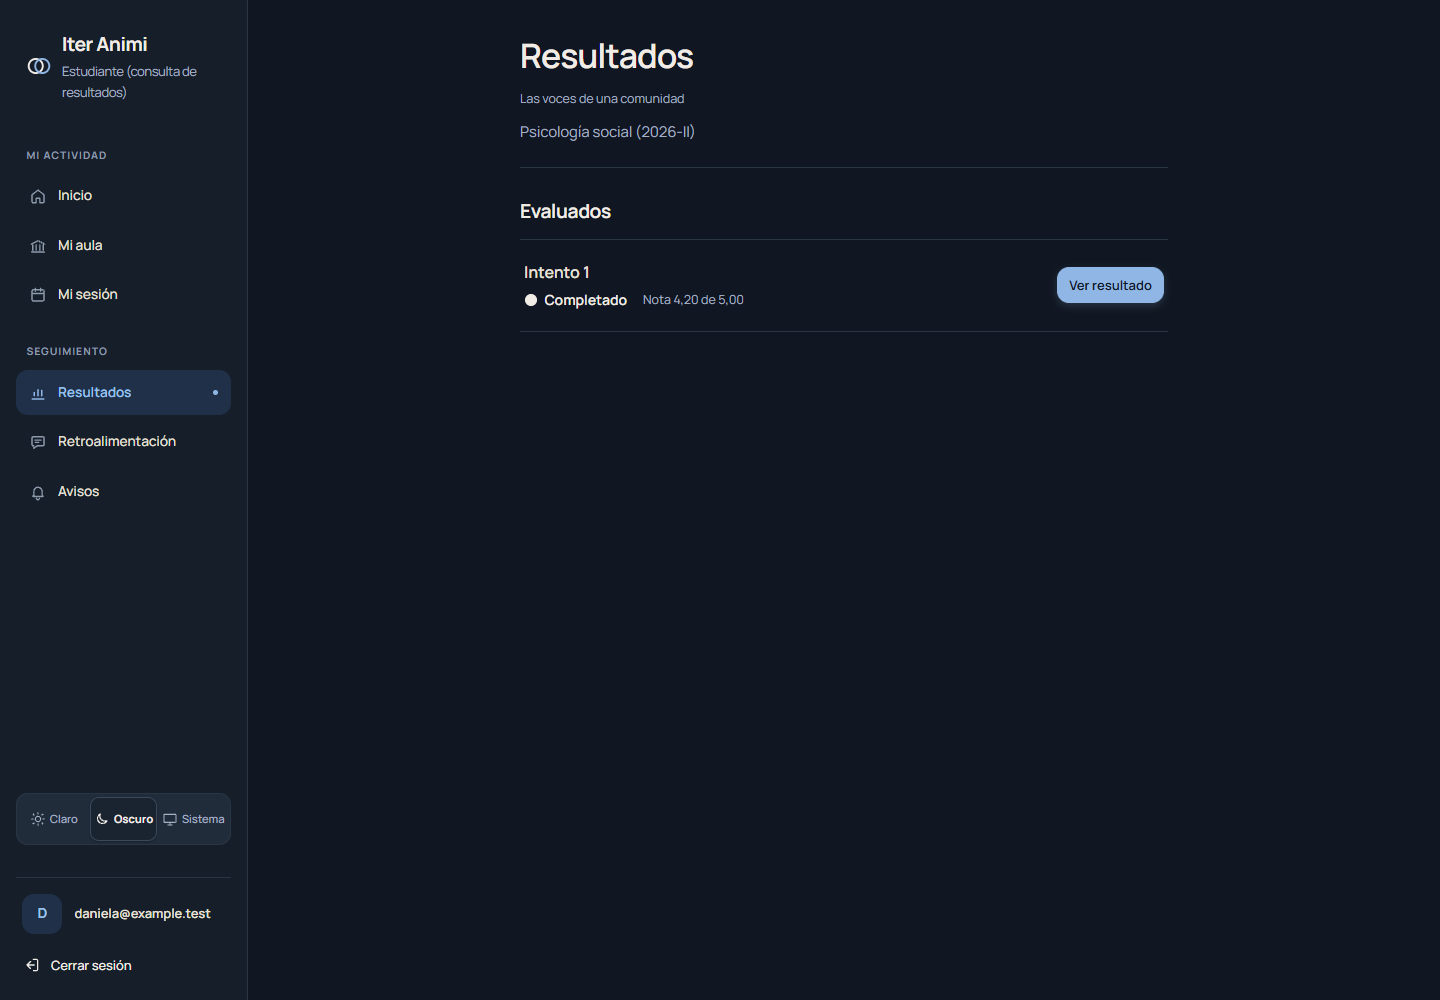 Iter Animi
Estudiante (consulta de
resultados)
MI ACTIVIDAD
Inicio
Mi aula
Mi sesión
SEGUIMIENTO
Resultados
Retroalimentación
Avisos
Claro
Oscuro
Sistema
D
daniela@example.test
Cerrar sesión
Resultados
Las voces de una comunidad
Psicología social (2026-II)
Evaluados
Intento 1
Completado
Nota 4,20 de 5,00
Ver resultado